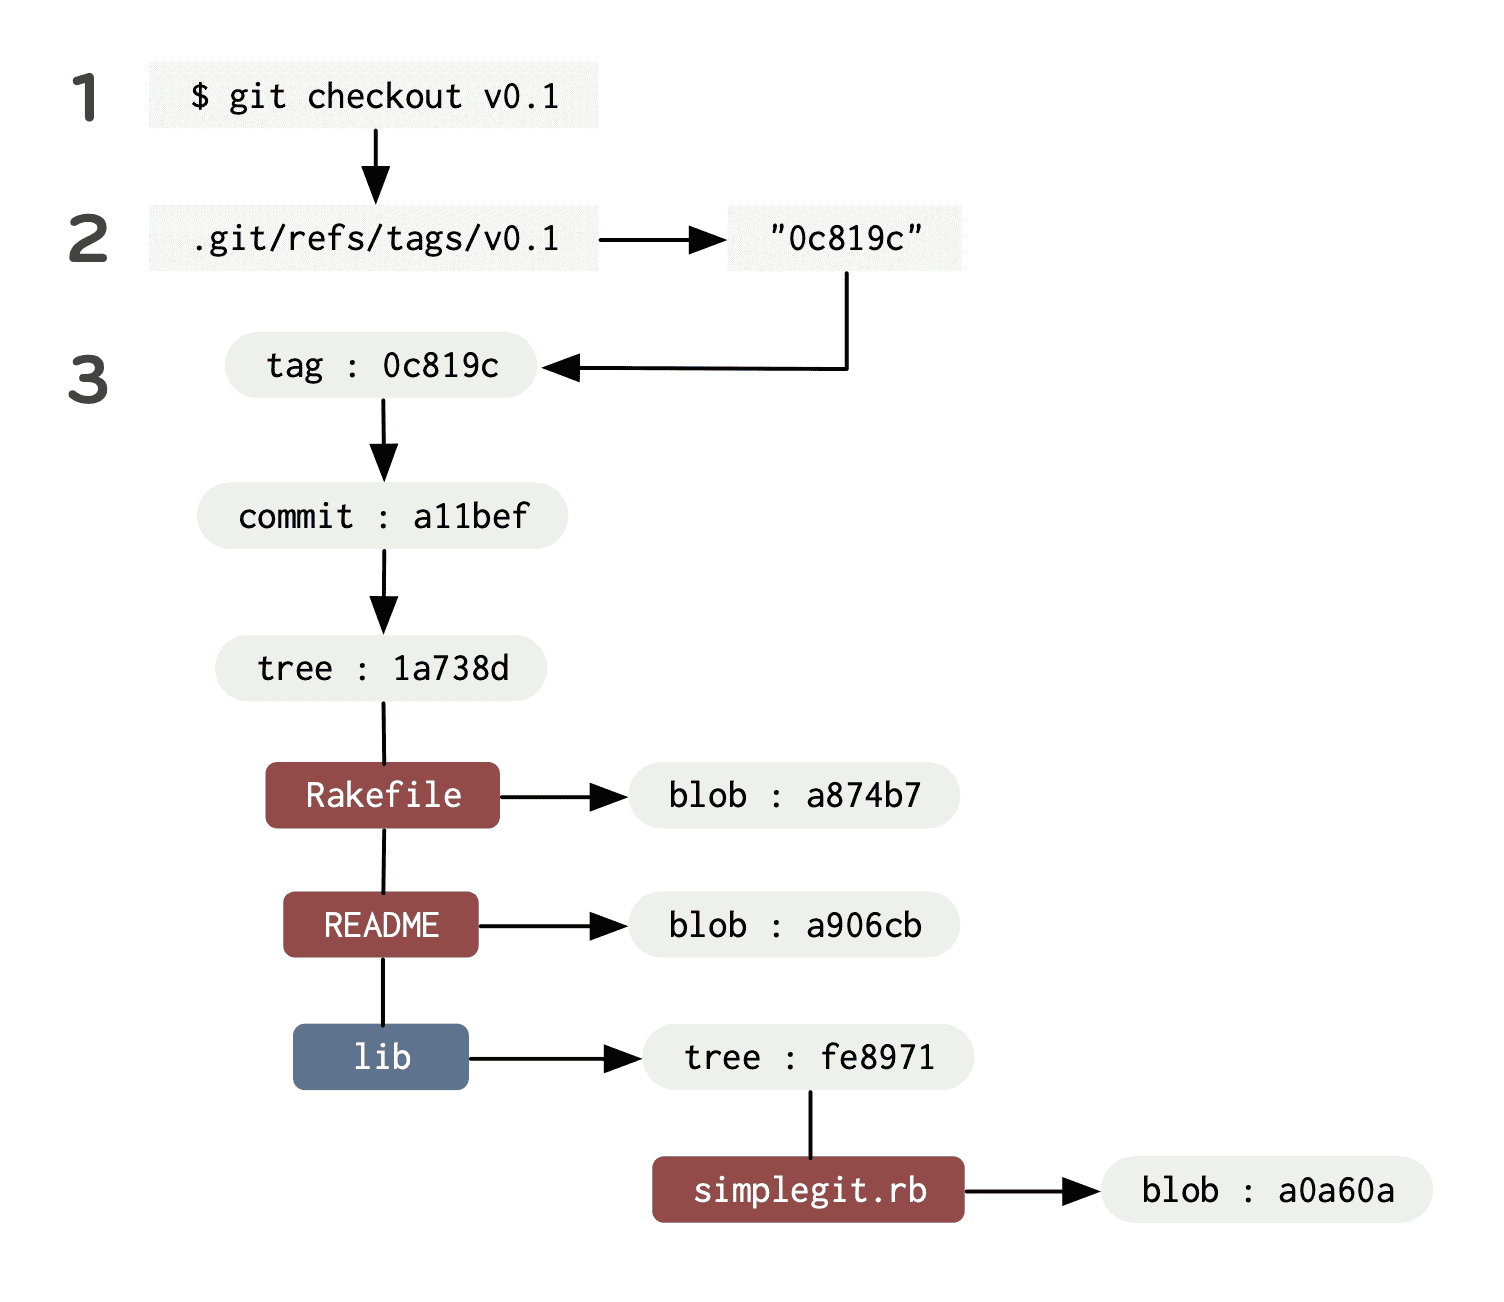 1
$ git checkout v0.1
2
.git/refs/tags/v0.1
"0c819c"
3
tag : 0c819c
commit : a11bef
tree : 1a738d
Rakefile
blob : a874b7
README
blob : a906cb
lib
tree : fe8971
simplegit.rb
blob : a0a60a